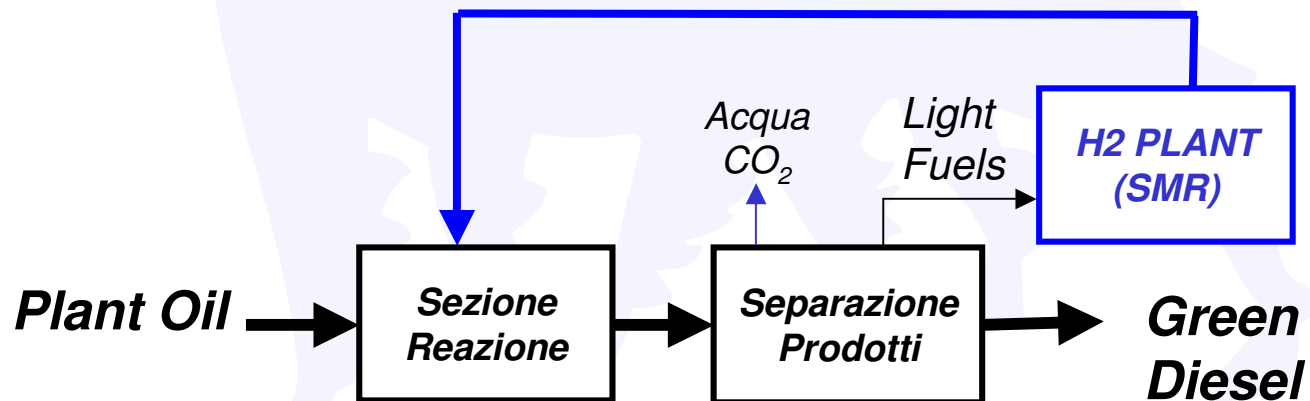 Acqua
CO₂
Light
Fuels
H2 PLANT
(SMR)
Plant Oil
Sezione
Reazione
Separazione
Prodotti
Green
Diesel